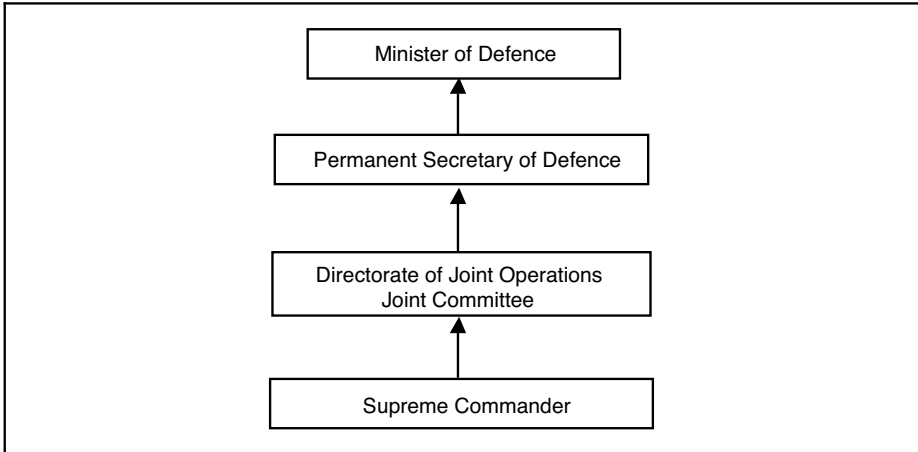 Minister of Defence
Permanent Secretary of Defence
Directorate of Joint Operations
Joint Committee
Supreme Commander